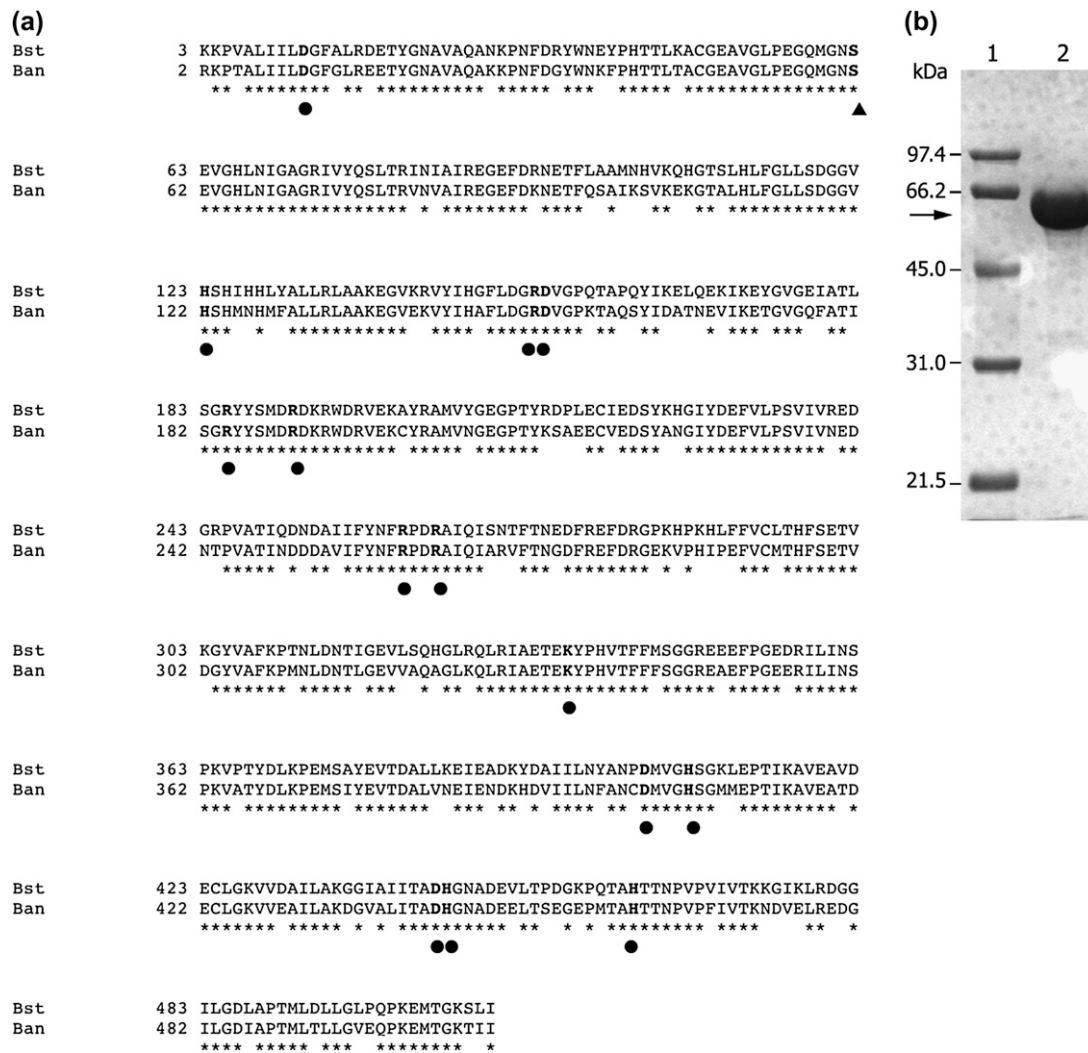 (a)
Bst 3 KKPVALIILDGFALRDETYGNAVAQANKPNFDRYWNEYPHTTLKACGEAVGLPEGQMGNS
Ban 2 RKPTALIILDGFGLREETYGNAVAQAKKPNFDGYWNKFPHTTLTACGEAVGLPEGQMGNS
** ******** ** ********** ***** *** ***** ****************
Bst 63 EVGHLNIGAGRIVYQSLTRINIAIREGEFDRNETFLAAMNHVKQHGTSLHLFGLLSDGGV
Ban 62 EVGHLNIGAGRIVYQSLTRVNVAIREGEFDKNETFQSAIKSVKEKGTALHLFGLLSDGGV
******************* * ******** **** * ** ** ************
Bst 123 HSHIHHLYALLRLAAKEGVKRVYIHGFLDGRDVGPQTAPQYIKELQEKIKEYGVGEIATL
Ban 122 HSHMNHMFALLRLAAKEGVEKVYIHAFLDGRDVGPKTAQSYIDATNEVIKETGVGQFATI
*** * *********** **** ********* ** ** * *** *** **
Bst 183 SGRYYSMDRDKRWDRVEKAYRAMVYGEGPTYRDPLECIEDSYKHGIYDEFVLPSVIVRED
Ban 182 SGRYYSMDRDKRWDRVEKCYRAMVNGEGPTYKSAEECVEDSYANGIYDEFVLPSVIVNED
****************** ***** ****** ** **** ************* **
Bst 243 GRPVATIQDNDAIIFYNFRPDRAIQISNTFTNEDFREFDRGPKHPKHLFFVCLTHFSETV
Ban 242 NTPVATINDDDAVIFYNFRPDRAIQIARVFTNGDFREFDRGEKVPHIPEFVCMTHFSETV
***** * ** ************* *** ******** * * *** *******
Bst 303 KGYVAFKPTNLDNTIGEVLSQHGLRQLRIAETEKYPHVTFFMSGGREEEFPGEDRILINS
Ban 302 DGYVAFKPMNLDNTLGEVVAQAGLKQLRIAETEKYPHVTFFFSGGREAEFPGEERILINS
******* ***** *** * ** **************** ***** ***** ******
Bst 363 PKVPTYDLKPEMSAYEVTDALLKEIEADKYDAIILNYANPDMVGHSGKLEPTIKAVEAVD
Ban 362 PKVATYDLKPEMSIYEVTDALVNEIENDKHDVIILNFANCDMVGHSGMMEPTIKAVEATD
*** ********* ******* *** ** * **** ** ******* ********* *
Bst 423 ECLGKVVDAILAKGGIAIITADHGNADEVLTPDGKPQTAHTTNPVPVIVTKKGIKLRDGG
Ban 422 ECLGKVVEAILAKDGVALITADHGNADEELTSEGEPMTAHTTNPVPFIVTKNDVELREDG
******* ***** * * ********** ** * * ********* **** ** *
Bst 483 ILGDLAPTMLDLLGLPQPKEMTGKSLI
Ban 482 ILGDIAPTMLTLLGVEQPKEMTGKTII
**** ***** *** ******** *
(b)
1 2
kDa
97.4
66.2
45.0
31.0
21.5